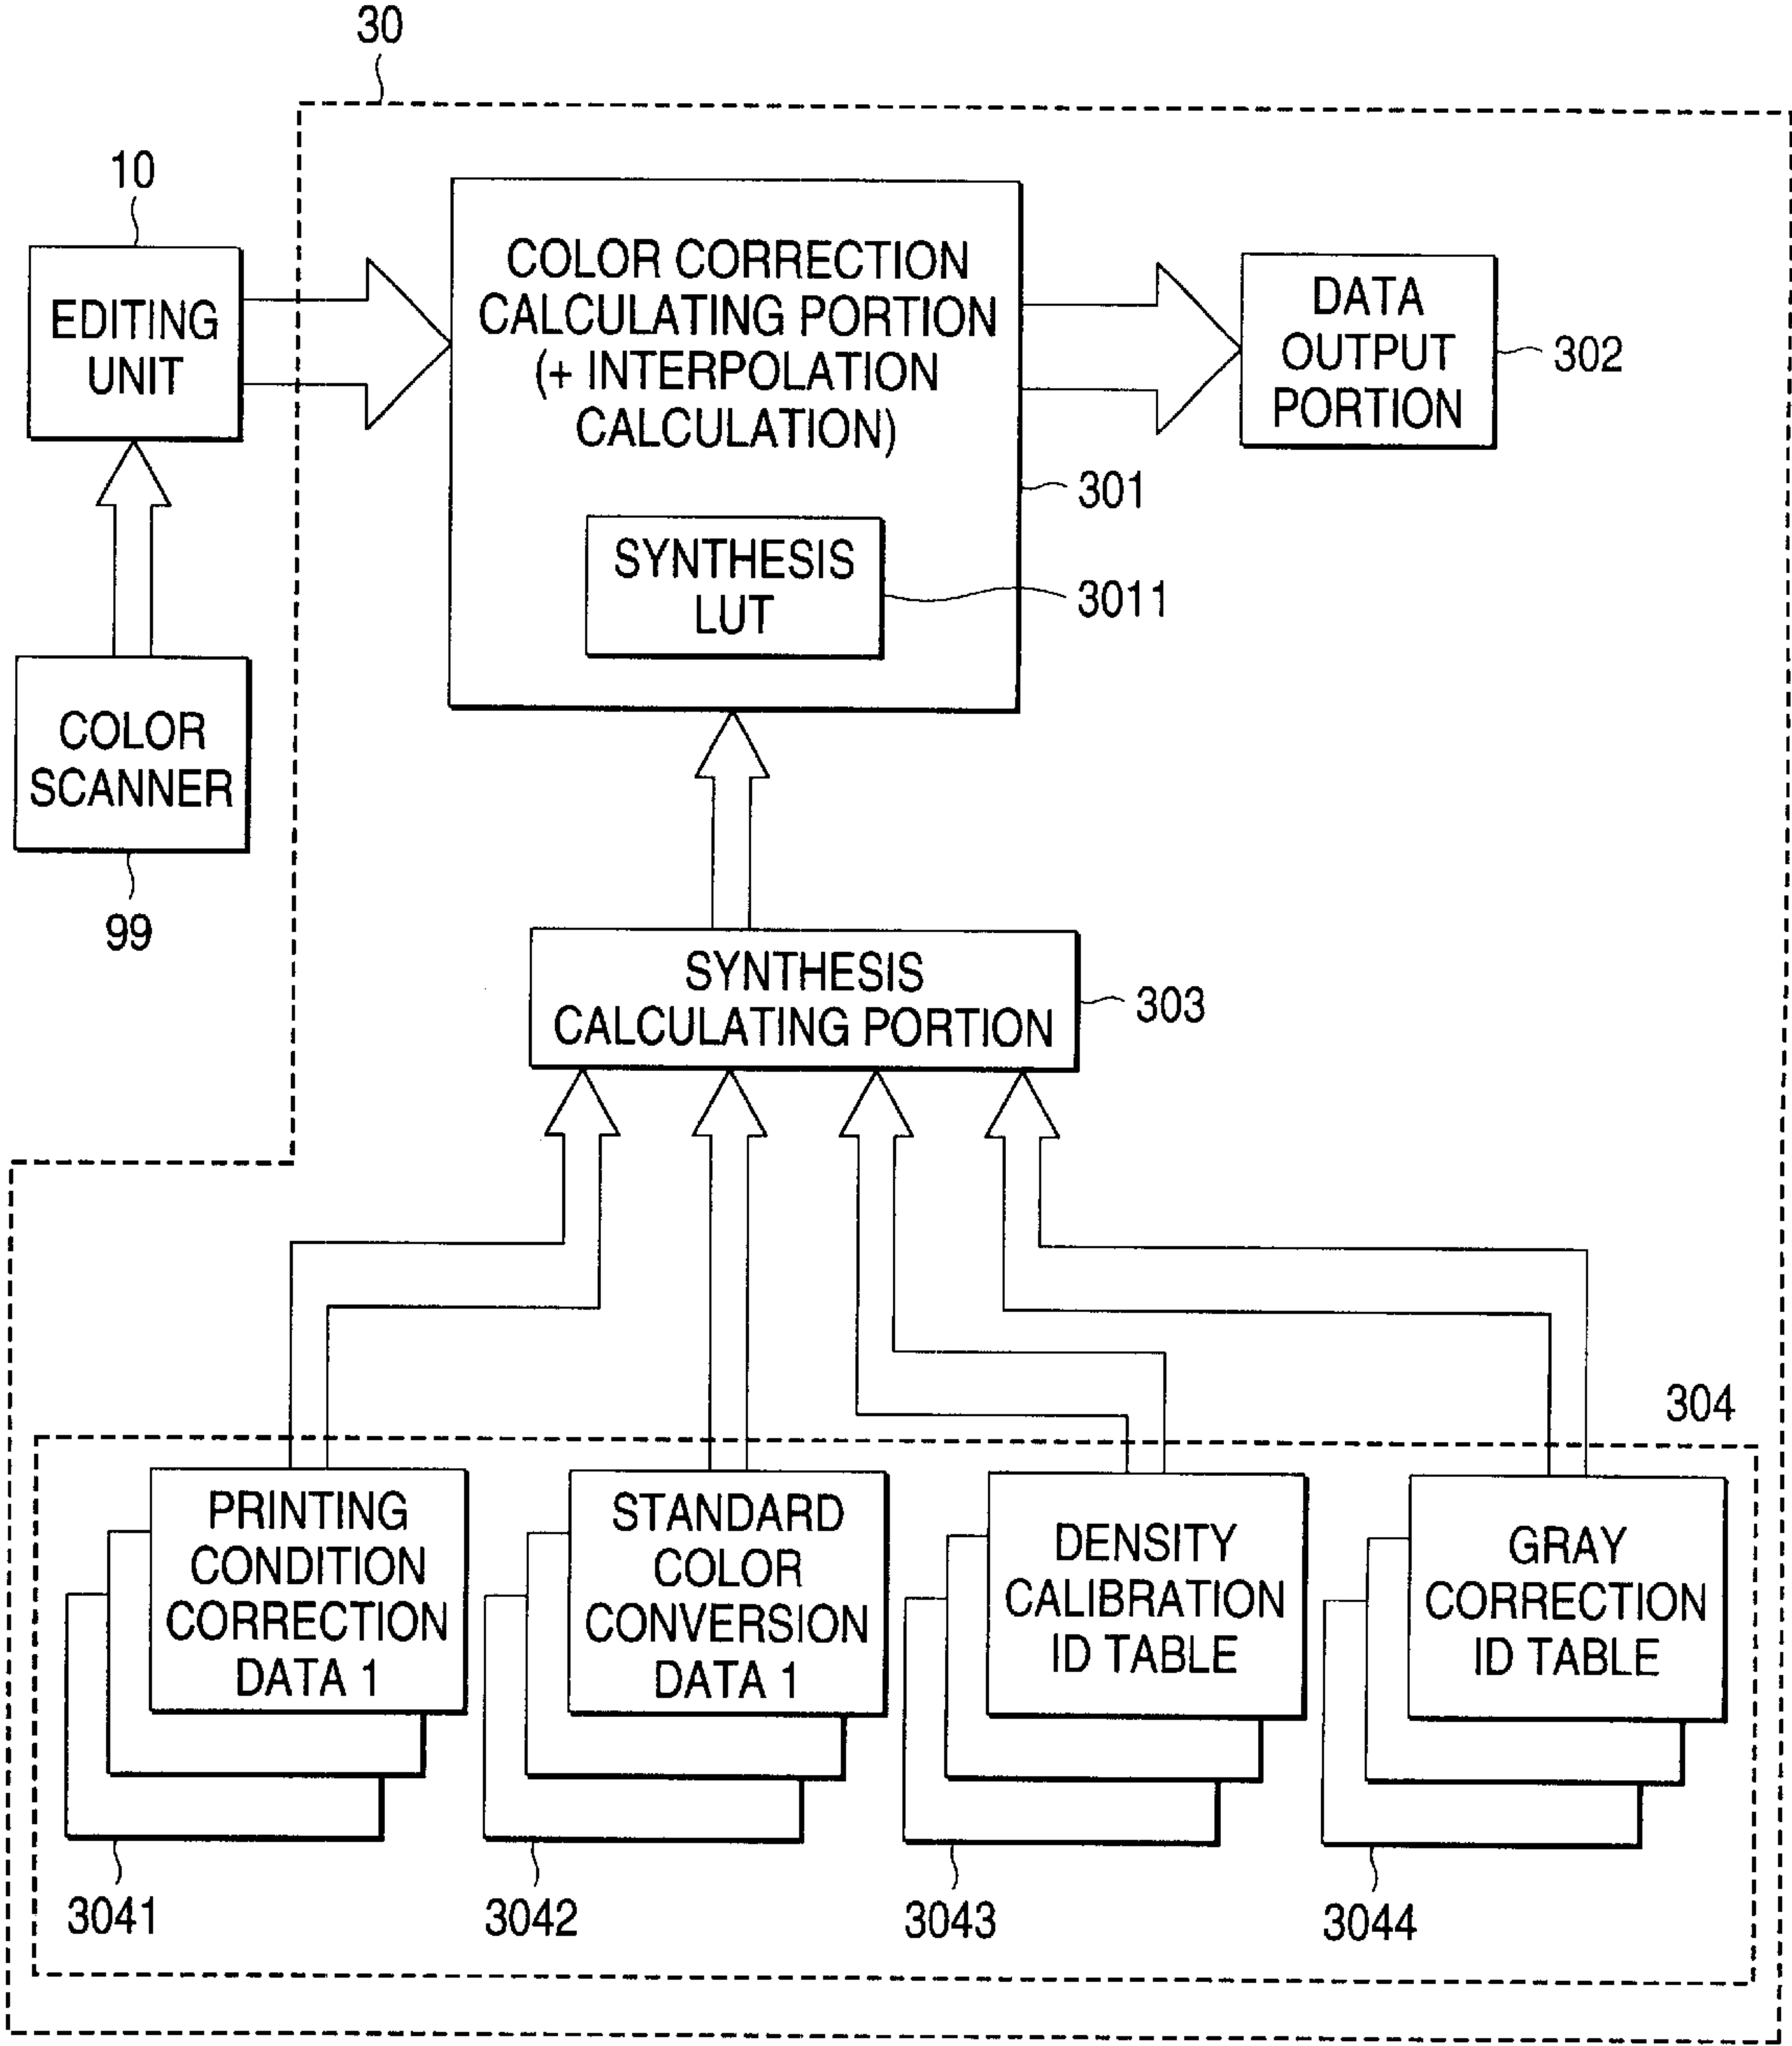 30
10
EDITING
UNIT
COLOR CORRECTION
CALCULATING PORTION
(+ INTERPOLATION
CALCULATION)
301
SYNTHESIS
LUT
3011
DATA
OUTPUT
PORTION
302
COLOR
SCANNER
99
SYNTHESIS
CALCULATING PORTION
303
304
PRINTING
CONDITION
CORRECTION
DATA 1
3041
STANDARD
COLOR
CONVERSION
DATA 1
3042
DENSITY
CALIBRATION
ID TABLE
3043
GRAY
CORRECTION
ID TABLE
3044